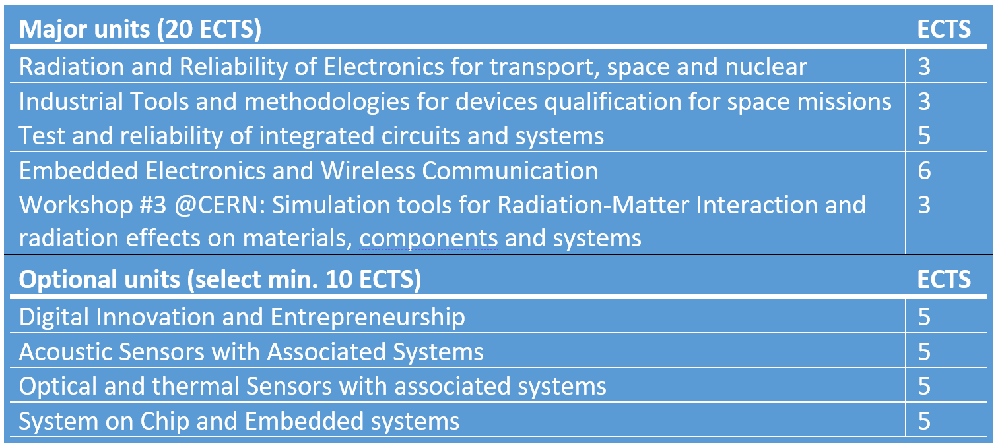 Major units (20 ECTS) ECTS
Radiation and Reliability of Electronics for transport, space and nuclear 3
Industrial Tools and methodologies for devices qualification for space missions 3
Test and reliability of integrated circuits and systems 5
Embedded Electronics and Wireless Communication 6
Workshop #3 @CERN: Simulation tools for Radiation-Matter Interaction and 3
radiation effects on materials, components and systems
Optional units (select min. 10 ECTS) ECTS
Digital Innovation and Entrepreneurship 5
Acoustic Sensors with Associated Systems 5
Optical and thermal Sensors with associated systems 5
System on Chip and Embedded systems 5